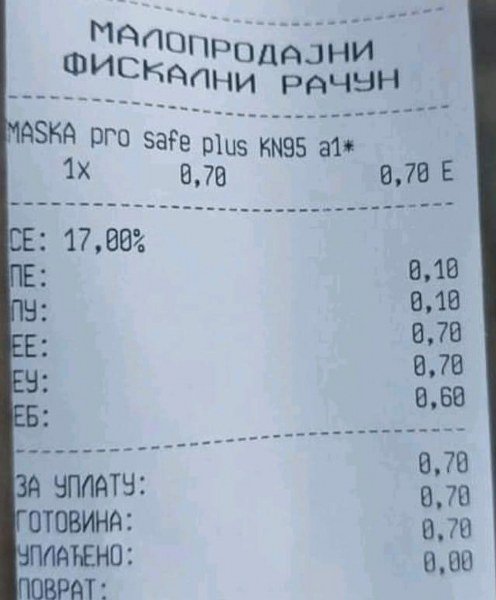 МАЛОПРОДАЈНИ
ФИСКАЛНИ РАЧУН
MASKA pro safe plus KN95 a1*
1x 0,70 0,70 E
СЕ: 17,00%
ПЕ: 0,10
ПУ: 0,10
ЕЕ: 0,70
ЕУ: 0,70
ЕБ: 0,60
ЗА УПЛАТУ: 0,70
ГОТОВИНА: 0,70
УПЛАЋЕНО: 0,70
ПОВРАТ: 0,00